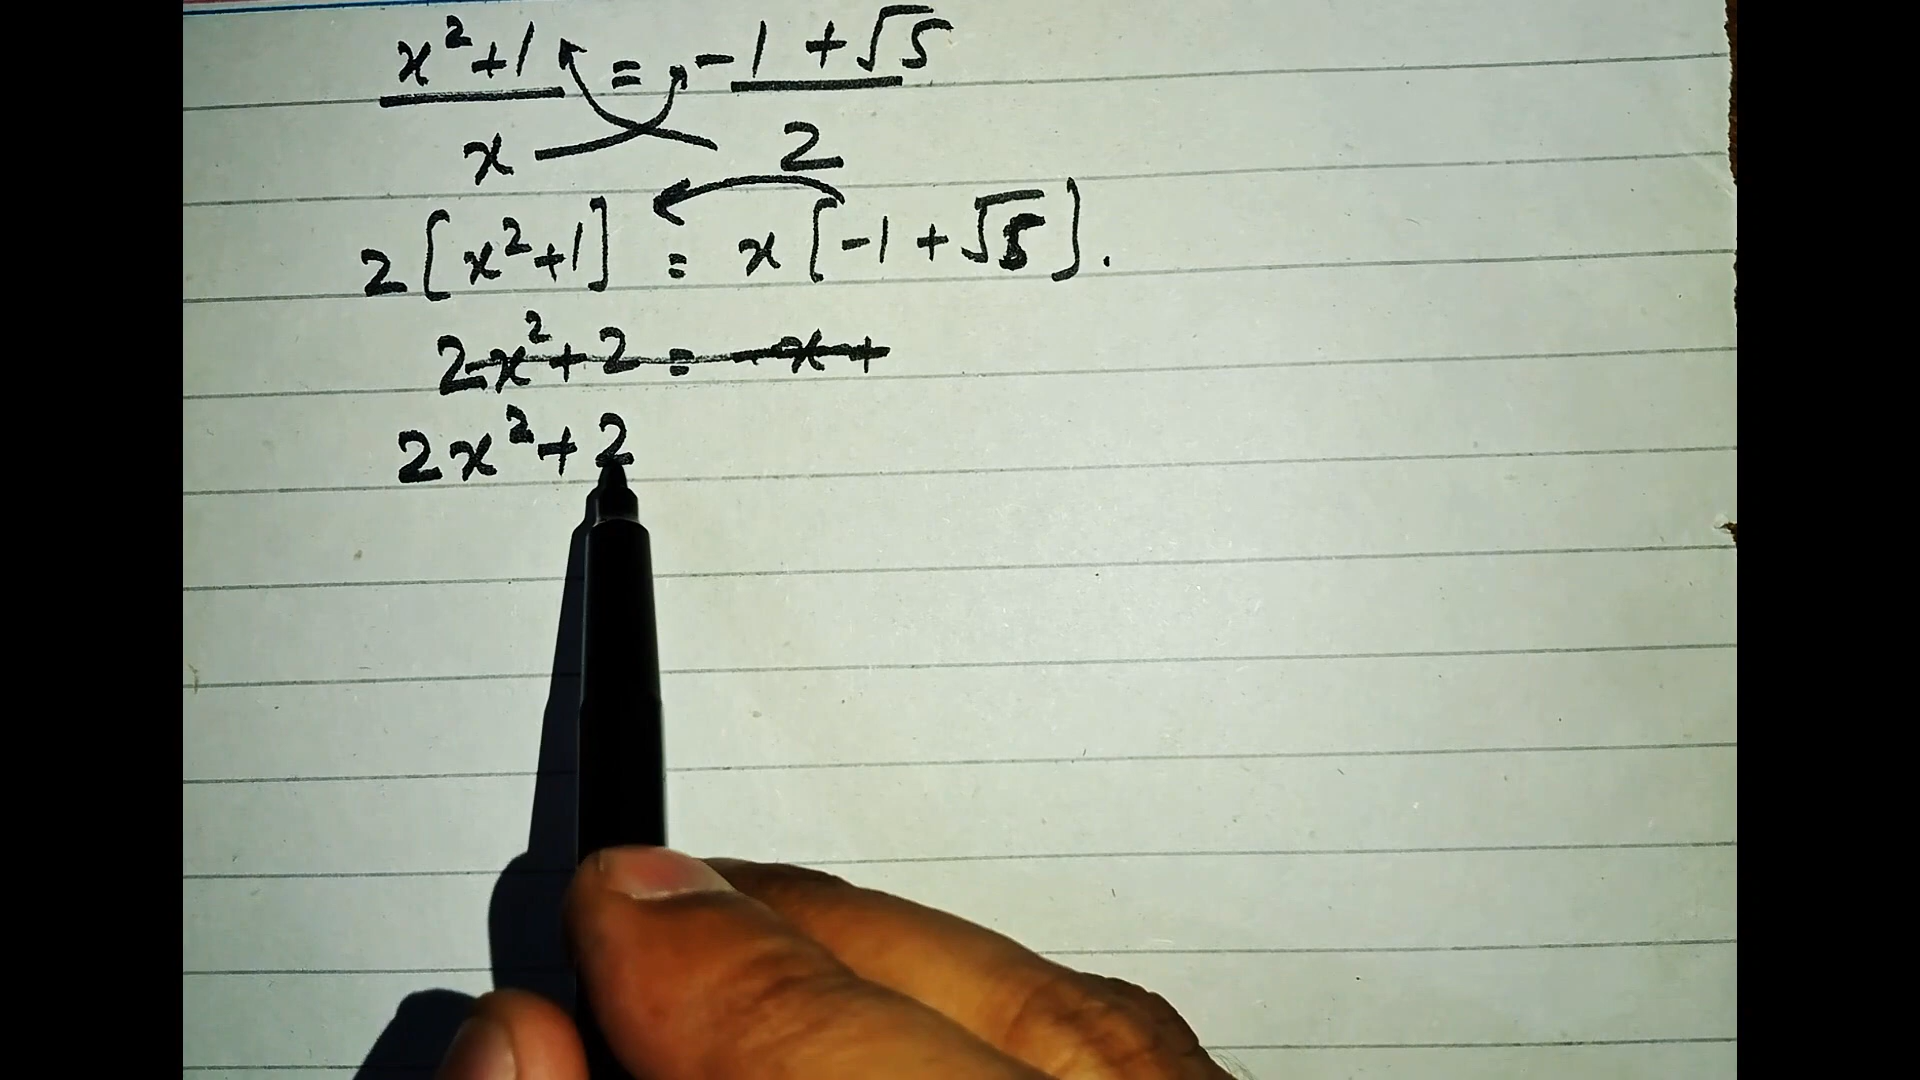 x²+1 = -1+√5
x 2
2[x²+1] = x[-1+√5].
2x²+2 = -x+
2x²+2